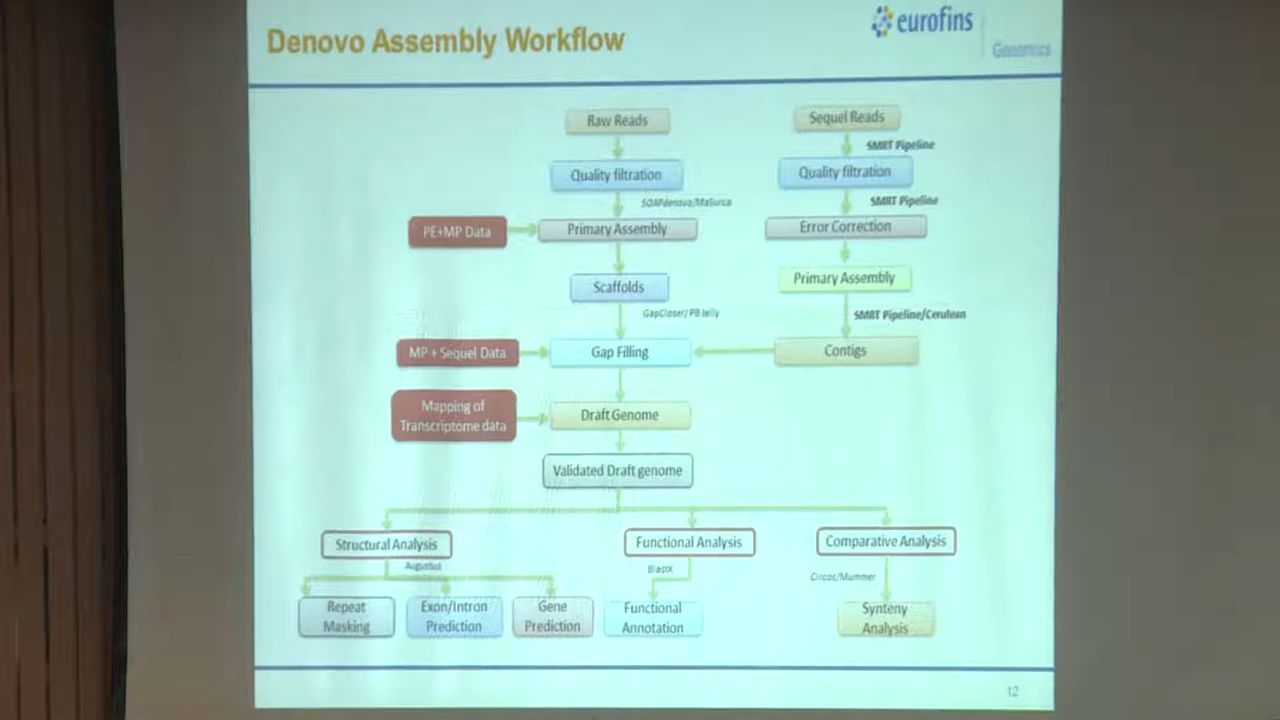 Denovo Assembly Workflow
eurofins
Genomics
Raw Reads
Sequel Reads
SMRT Pipeline
Quality filtration
Quality filtration
SOAPdenovo/MaSurca
SMRT Pipeline
PE+MP Data
Primary Assembly
Error Correction
Scaffolds
Primary Assembly
GapCloser/ PB Jelly
SMRT Pipeline/Cerulean
MP + Sequel Data
Gap Filling
Contigs
Mapping of
Transcriptome data
Draft Genome
Validated Draft genome
Structural Analysis
Functional Analysis
Comparative Analysis
Augustus
BlastX
Circos/Mummer
Repeat
Masking
Exon/Intron
Prediction
Gene
Prediction
Functional
Annotation
Synteny
Analysis
12